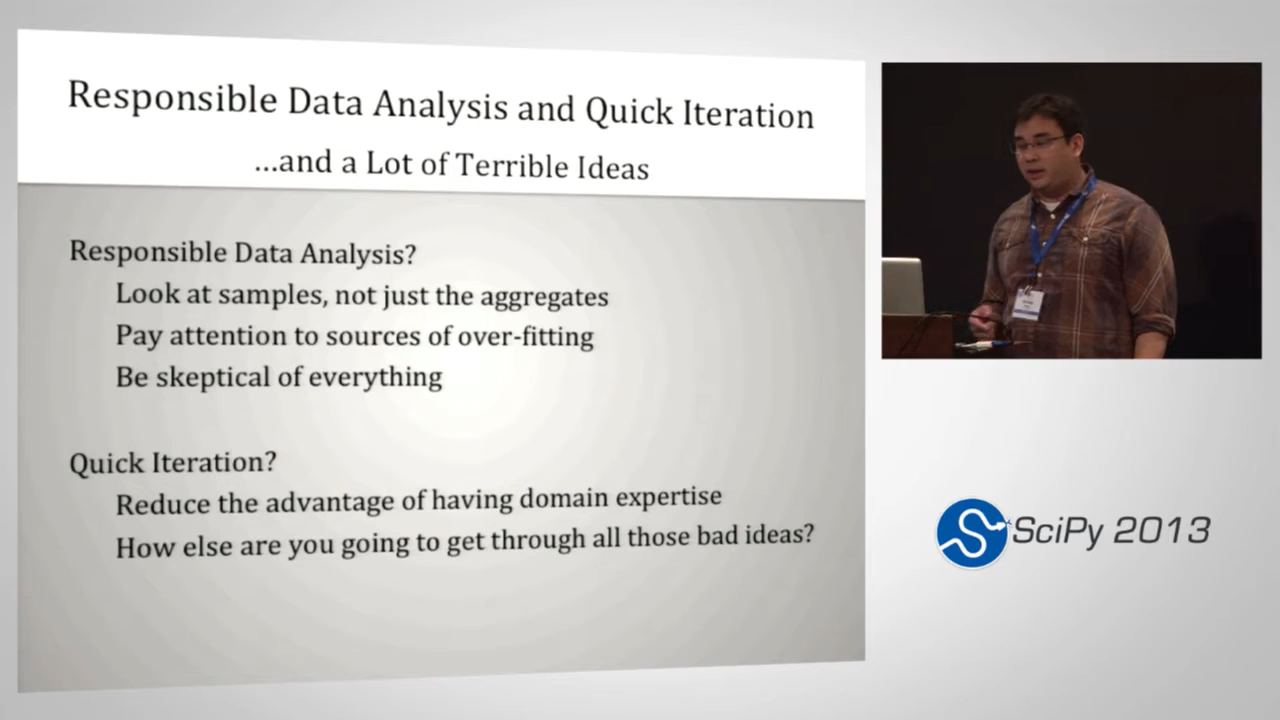 Responsible Data Analysis and Quick Iteration
...and a Lot of Terrible Ideas
Responsible Data Analysis?
Look at samples, not just the aggregates
Pay attention to sources of over-fitting
Be skeptical of everything
Quick Iteration?
Reduce the advantage of having domain expertise
How else are you going to get through all those bad ideas?
SciPy 2013